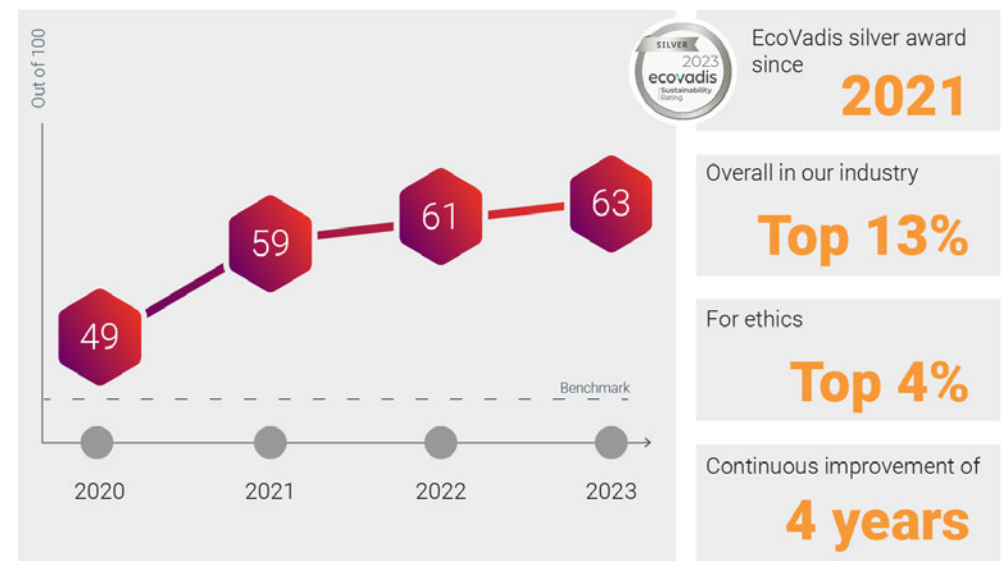 Out of 100
49
59
61
63
Benchmark
2020
2021
2022
2023
SILVER
2023
ecovadis
Sustainability
Rating
EcoVadis silver award
since
2021
Overall in our industry
Top 13%
For ethics
Top 4%
Continuous improvement of
4 years